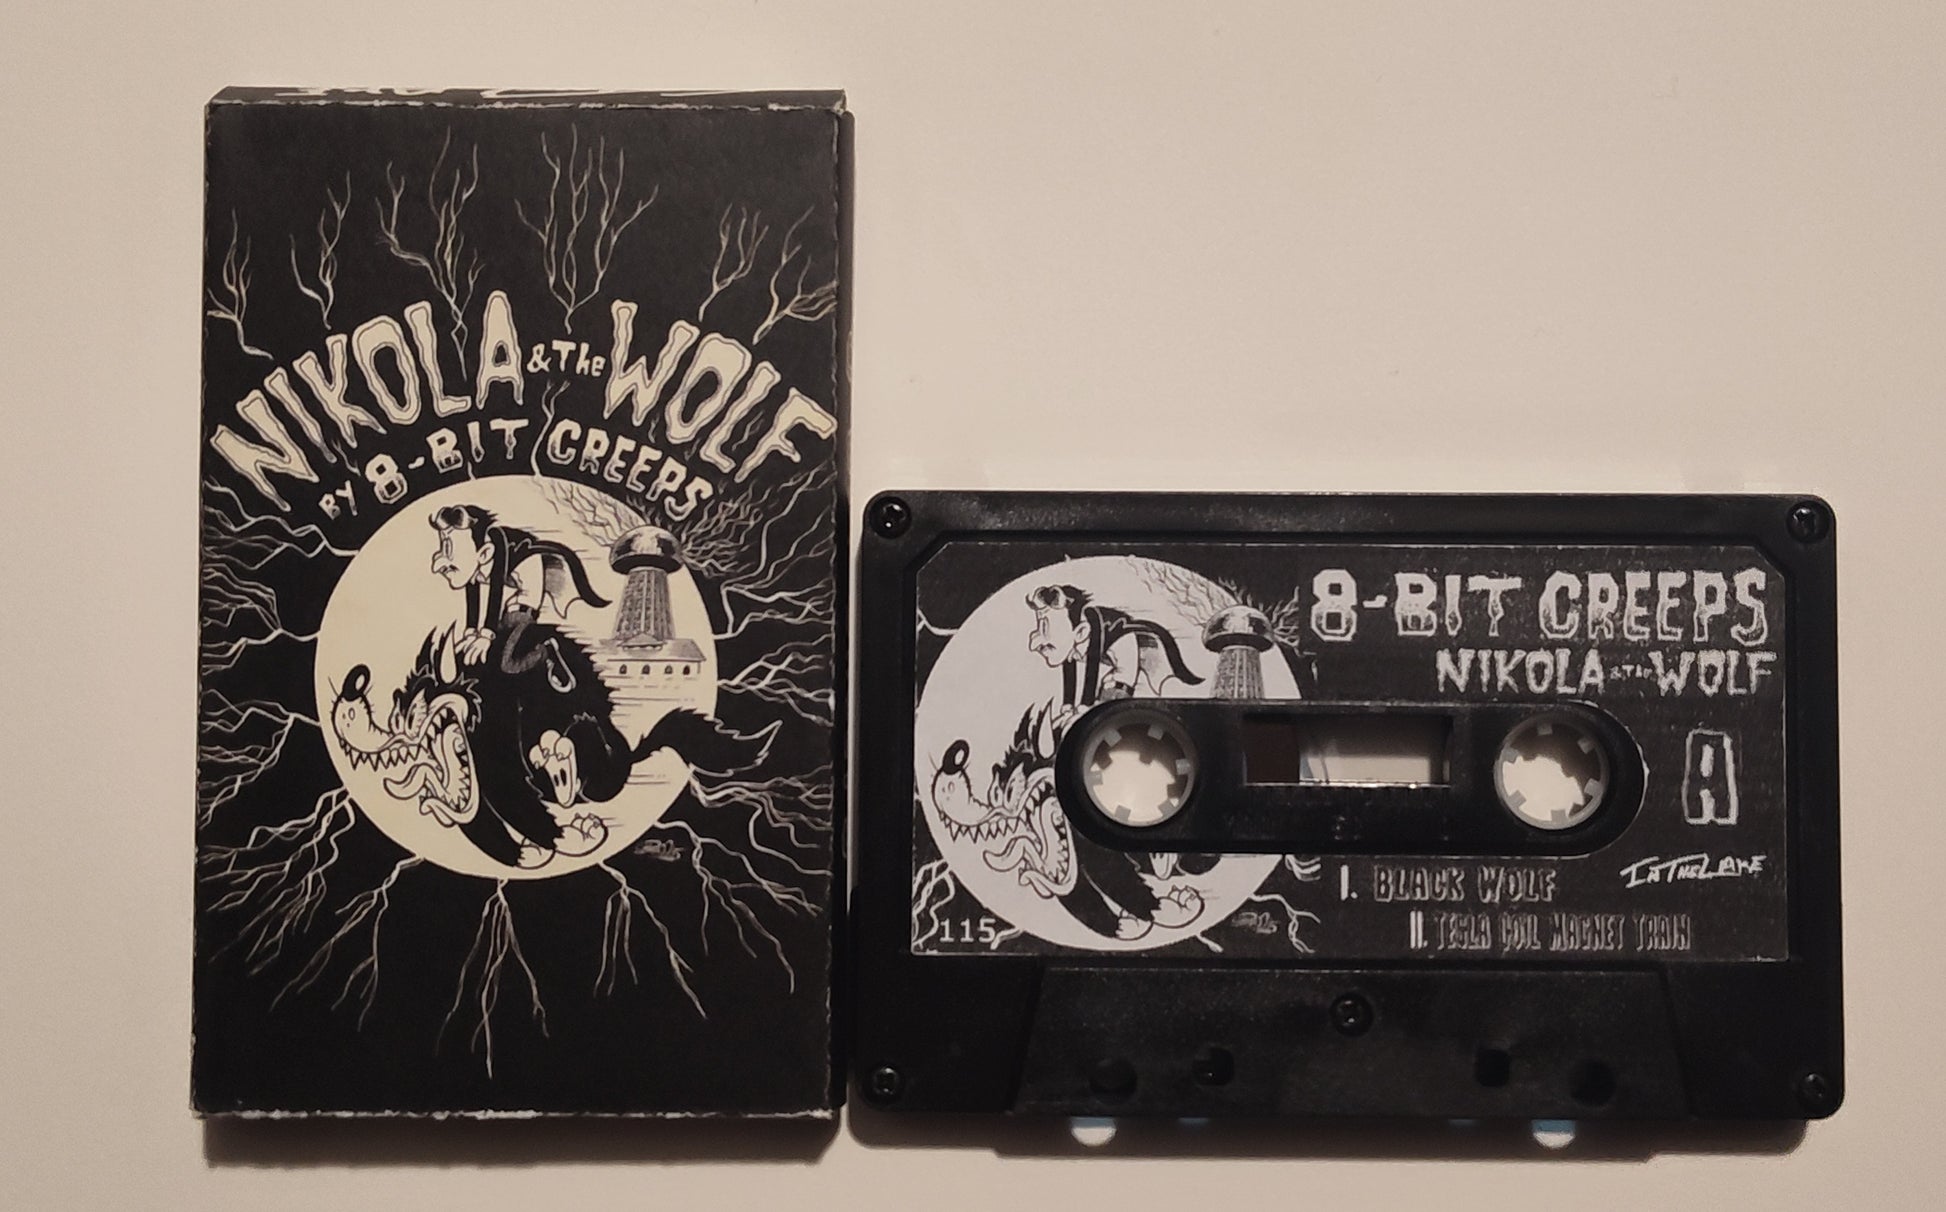 NIKOLA & The WOLF
BY 8-BIT CREEPS
8-BIT CREEPS
NIKOLA & The WOLF
A
I. BLACK WOLF
II. TESLA COIL MAGNET TRAIN
InTheLake
115